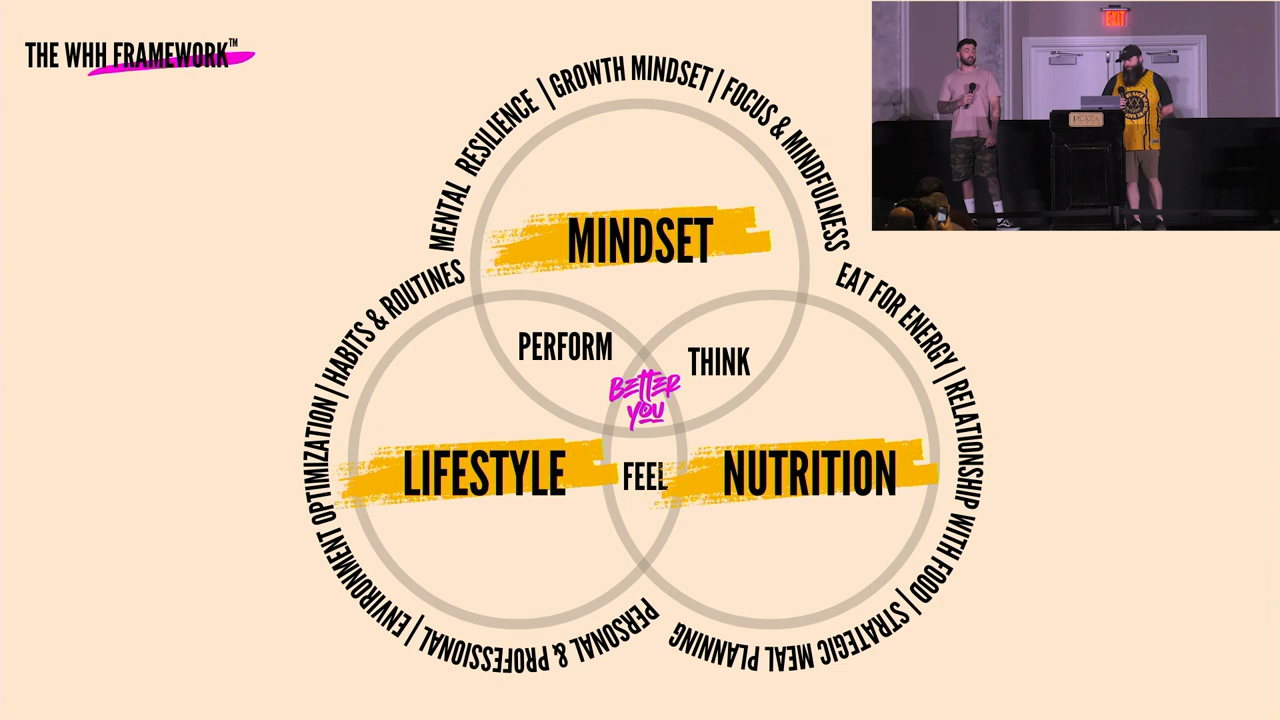 THE WHH FRAMEWORK™
MENTAL RESILIENCE | GROWTH MINDSET | FOCUS & MINDFULNESS
EAT FOR ENERGY | RELATIONSHIP WITH FOOD | STRATEGIC MEAL PLANNING
PERSONAL & PROFESSIONAL | ENVIRONMENT OPTIMIZATION | HABITS & ROUTINES
MINDSET
PERFORM
THINK
BETTER
YOU
LIFESTYLE
FEEL
NUTRITION
EXIT
PLAZA